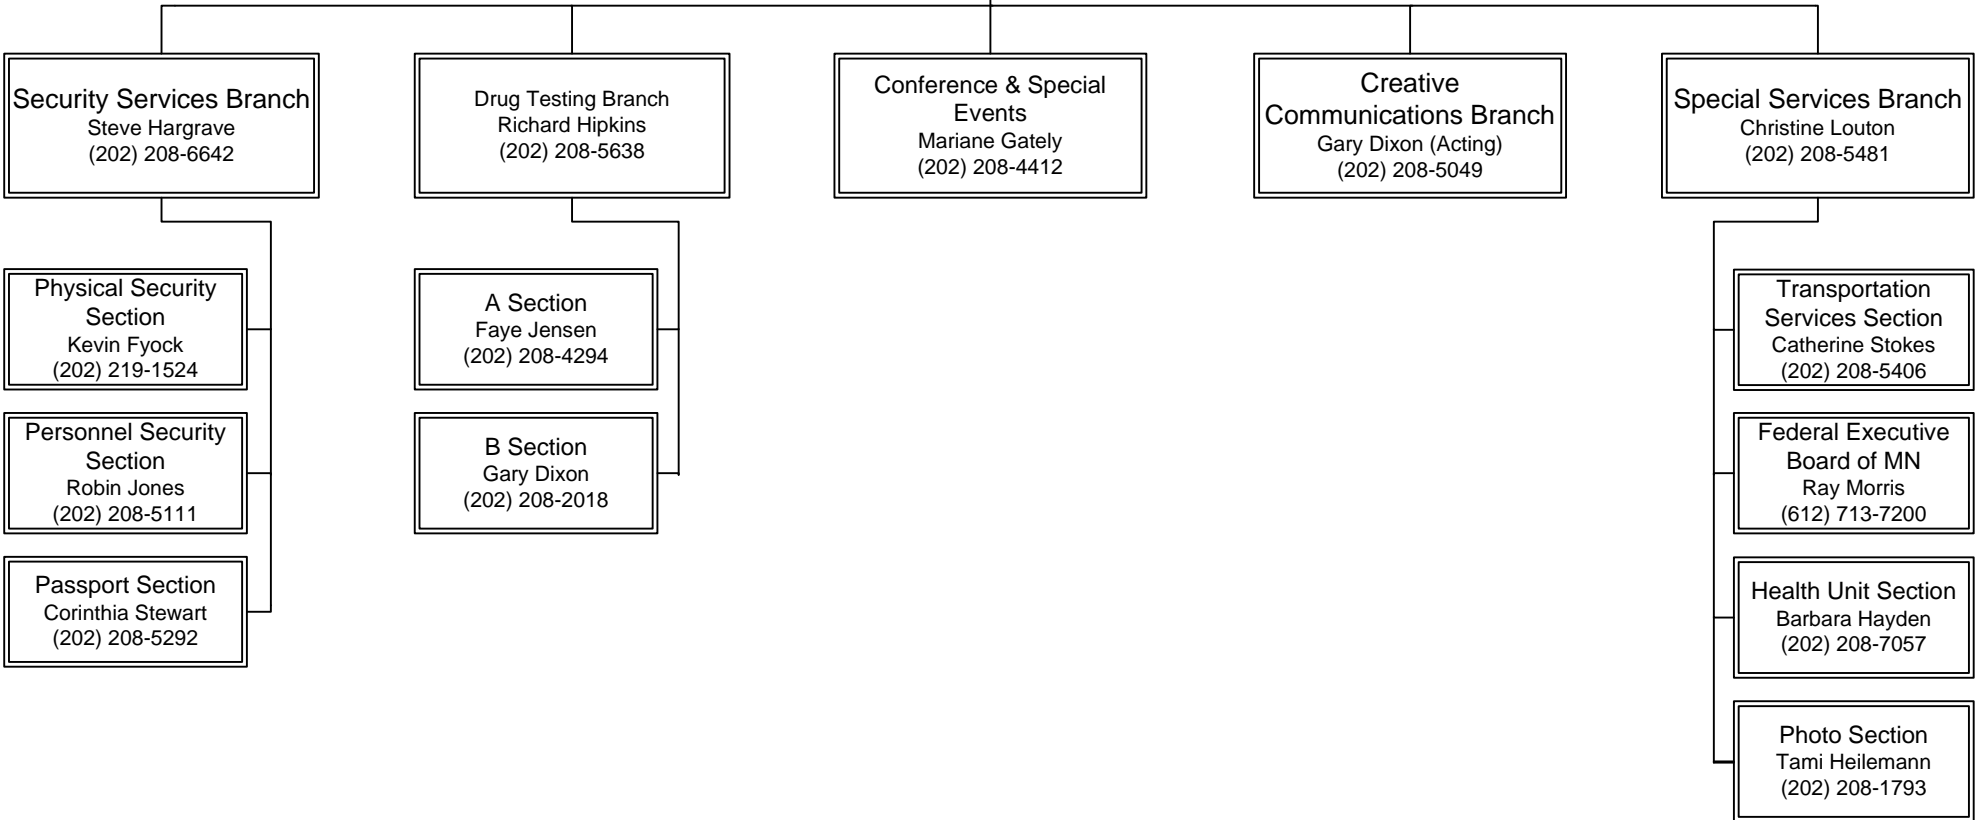 Security Services Branch
Steve Hargrave
(202) 208-6642
Drug Testing Branch
Richard Hipkins
(202) 208-5638
Conference & Special
Events
Mariane Gately
(202) 208-4412
Creative
Communications Branch
Gary Dixon (Acting)
(202) 208-5049
Special Services Branch
Christine Louton
(202) 208-5481
Physical Security
Section
Kevin Fyock
(202) 219-1524
Personnel Security
Section
Robin Jones
(202) 208-5111
Passport Section
Corinthia Stewart
(202) 208-5292
A Section
Faye Jensen
(202) 208-4294
B Section
Gary Dixon
(202) 208-2018
Transportation
Services Section
Catherine Stokes
(202) 208-5406
Federal Executive
Board of MN
Ray Morris
(612) 713-7200
Health Unit Section
Barbara Hayden
(202) 208-7057
Photo Section
Tami Heilemann
(202) 208-1793